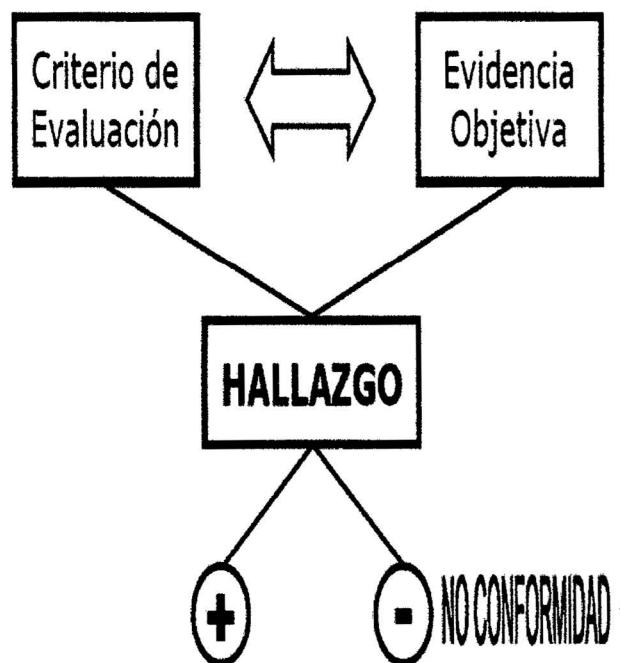 Criterio de
Evaluación
Evidencia
Objetiva
HALLAZGO
+
-
NO CONFORMIDAD